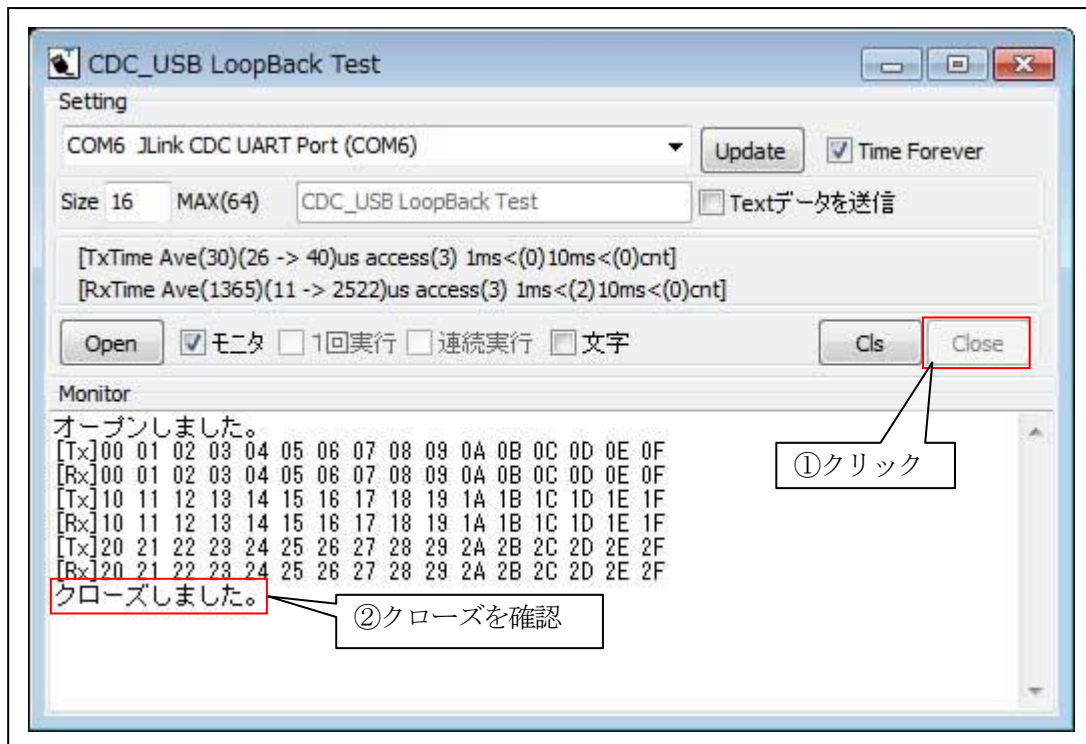 CDC_USB LoopBack Test
Setting
COM6 JLink CDC UART Port (COM6)
Update
Time Forever
Size 16 MAX(64) CDC_USB LoopBack Test
Textデータを送信
[TxTime Ave(30)(26 -> 40)us access(3) 1ms<(0)10ms<(0)cnt]
[RxTime Ave(1365)(11 -> 2522)us access(3) 1ms<(2)10ms<(0)cnt]
Open モニタ 1回実行 連続実行 文字 Cls Close
Monitor
オープンしました。
[Tx]00 01 02 03 04 05 06 07 08 09 0A 0B 0C 0D 0E 0F
[Rx]00 01 02 03 04 05 06 07 08 09 0A 0B 0C 0D 0E 0F
[Tx]10 11 12 13 14 15 16 17 18 19 1A 1B 1C 1D 1E 1F
[Rx]10 11 12 13 14 15 16 17 18 19 1A 1B 1C 1D 1E 1F
[Tx]20 21 22 23 24 25 26 27 28 29 2A 2B 2C 2D 2E 2F
[Rx]20 21 22 23 24 25 26 27 28 29 2A 2B 2C 2D 2E 2F
クローズしました。
①クリック
②クローズを確認